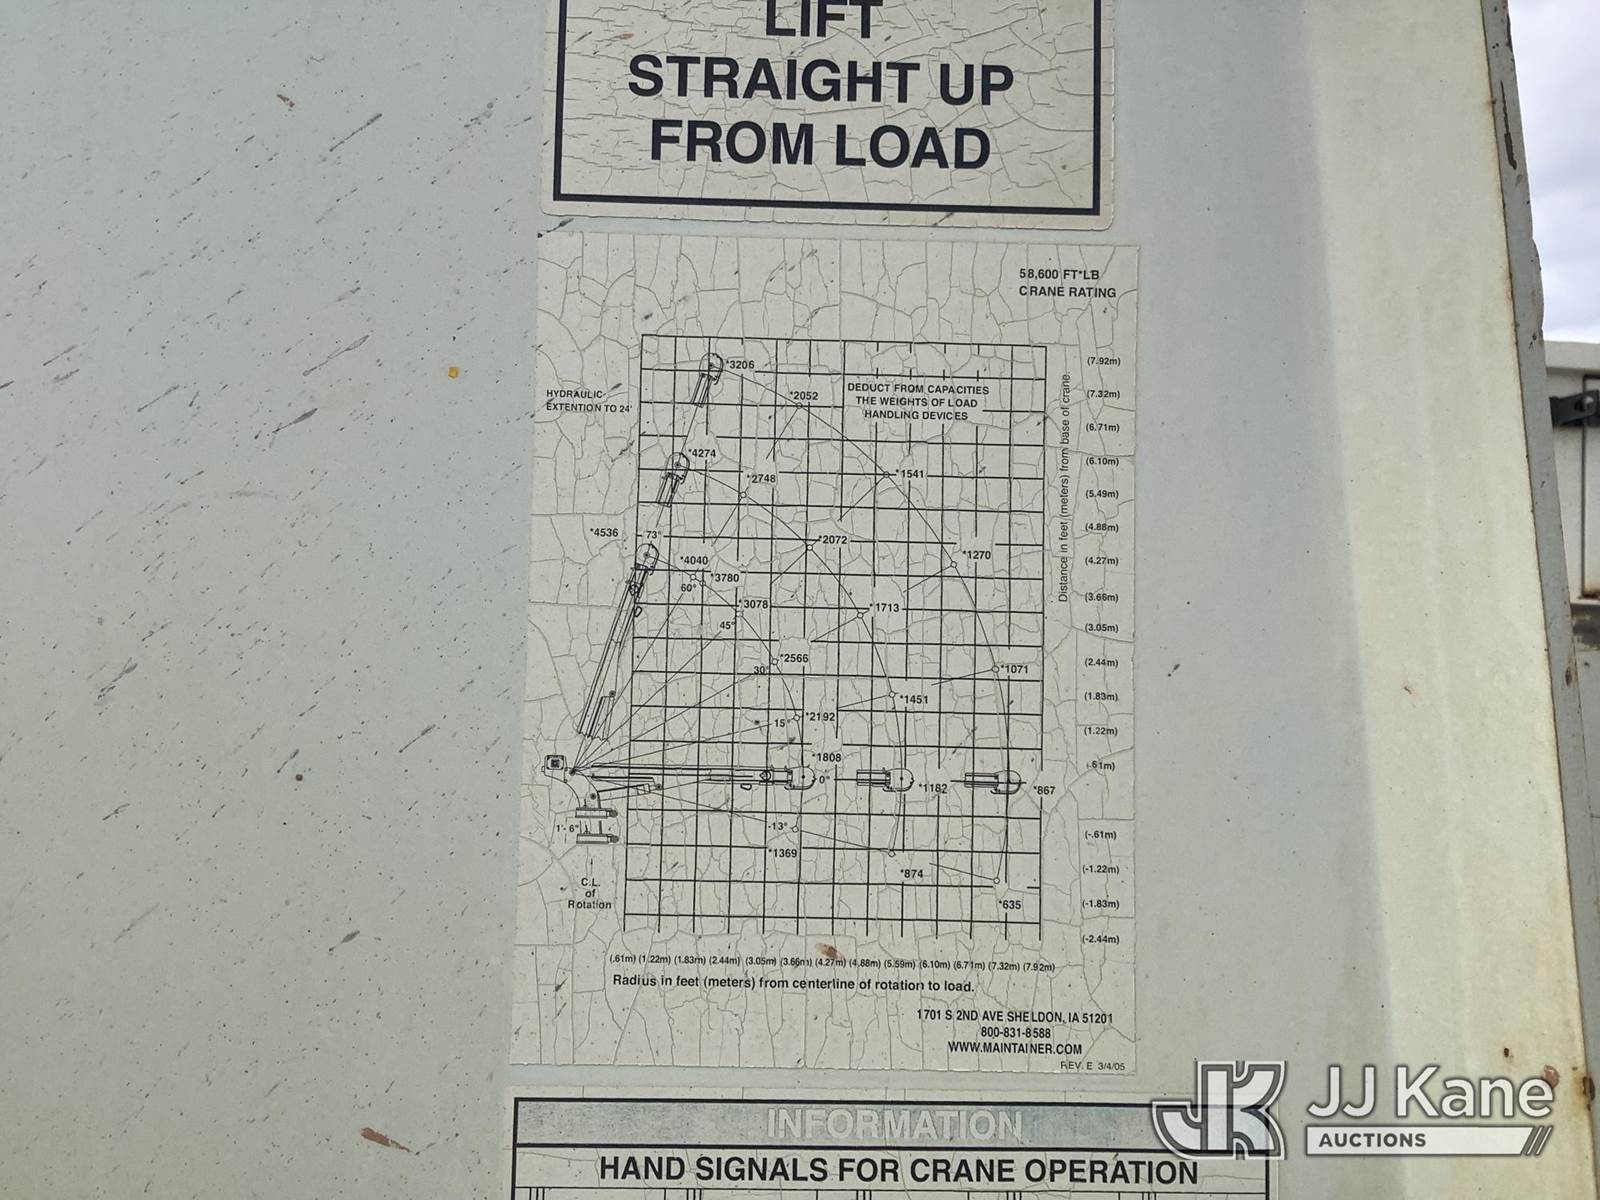 LIFT
STRAIGHT UP
FROM LOAD
58,600 FT*LB
CRANE RATING
HYDRAULIC
EXTENTION TO 24'
DEDUCT FROM CAPACITIES
THE WEIGHTS OF LOAD
HANDLING DEVICES
*3206
*2052
*4274
*2748
*1541
*4536
73°
*4040
*3780
60°
*2072
*1270
*3078
45°
*1713
*2566
30°
*1071
*1451
15°
*2192
*1808
0°
*1182
*867
-13°
*1369
*874
*635
1'- 6"
C.L.
of
Rotation
Distance in feet (meters) from base of crane.
(7.92m)
(7.32m)
(6.71m)
(6.10m)
(5.49m)
(4.88m)
(4.27m)
(3.66m)
(3.05m)
(2.44m)
(1.83m)
(1.22m)
(.61m)
(-.61m)
(-1.22m)
(-1.83m)
(-2.44m)
(.61m) (1.22m) (1.83m) (2.44m) (3.05m) (3.66m) (4.27m) (4.88m) (5.59m) (6.10m) (6.71m) (7.32m) (7.92m)
Radius in feet (meters) from centerline of rotation to load.
1701 S 2ND AVE SHELDON, IA 51201
800-831-8588
WWW.MAINTAINER.COM
REV. E 3/4/05
INFORMATION
HAND SIGNALS FOR CRANE OPERATION
JK JJ Kane
AUCTIONS